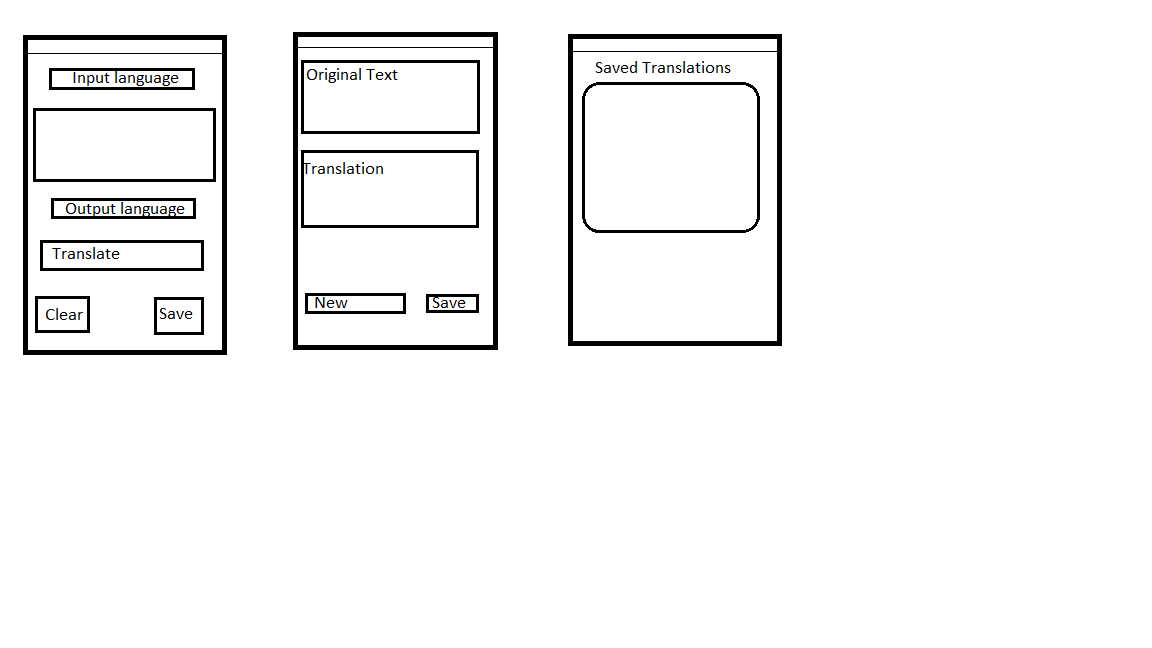 Input language
Output language
Translate
Clear
Save
Original Text
Translation
New
Save
Saved Translations